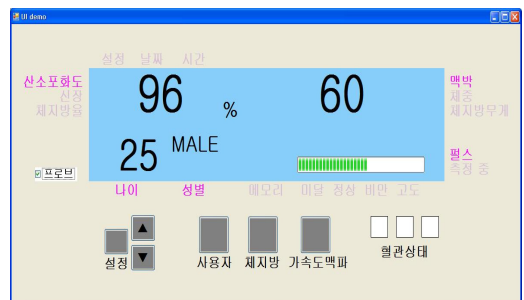 UI demo
설정 날짜 시간
산소포화도
신장
체지방율
96 %
60
맥박
체중
체지방무게
25 MALE
펄스
측정 중
프로브
나이 성별 메모리 미달 정상 비만 고도
▲
▼
설정 사용자 체지방 가속도맥파 혈관상태